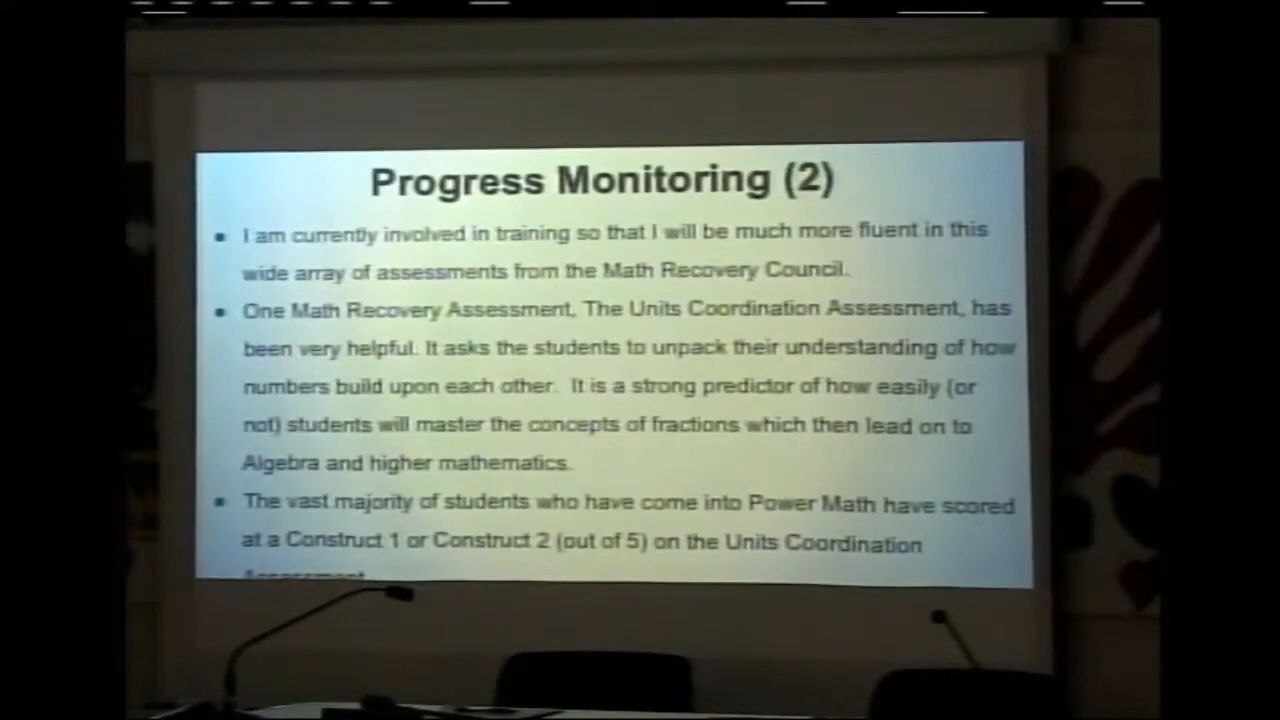 Progress Monitoring (2)
I am currently involved in training so that I will be much more fluent in this
wide array of assessments from the Math Recovery Council.
One Math Recovery Assessment, The Units Coordination Assessment, has
been very helpful. It asks the students to unpack their understanding of how
numbers build upon each other. It is a strong predictor of how easily (or
not) students will master the concepts of fractions which then lead on to
Algebra and higher mathematics.
The vast majority of students who have come into Power Math have scored
at a Construct 1 or Construct 2 (out of 5) on the Units Coordination
Assessment